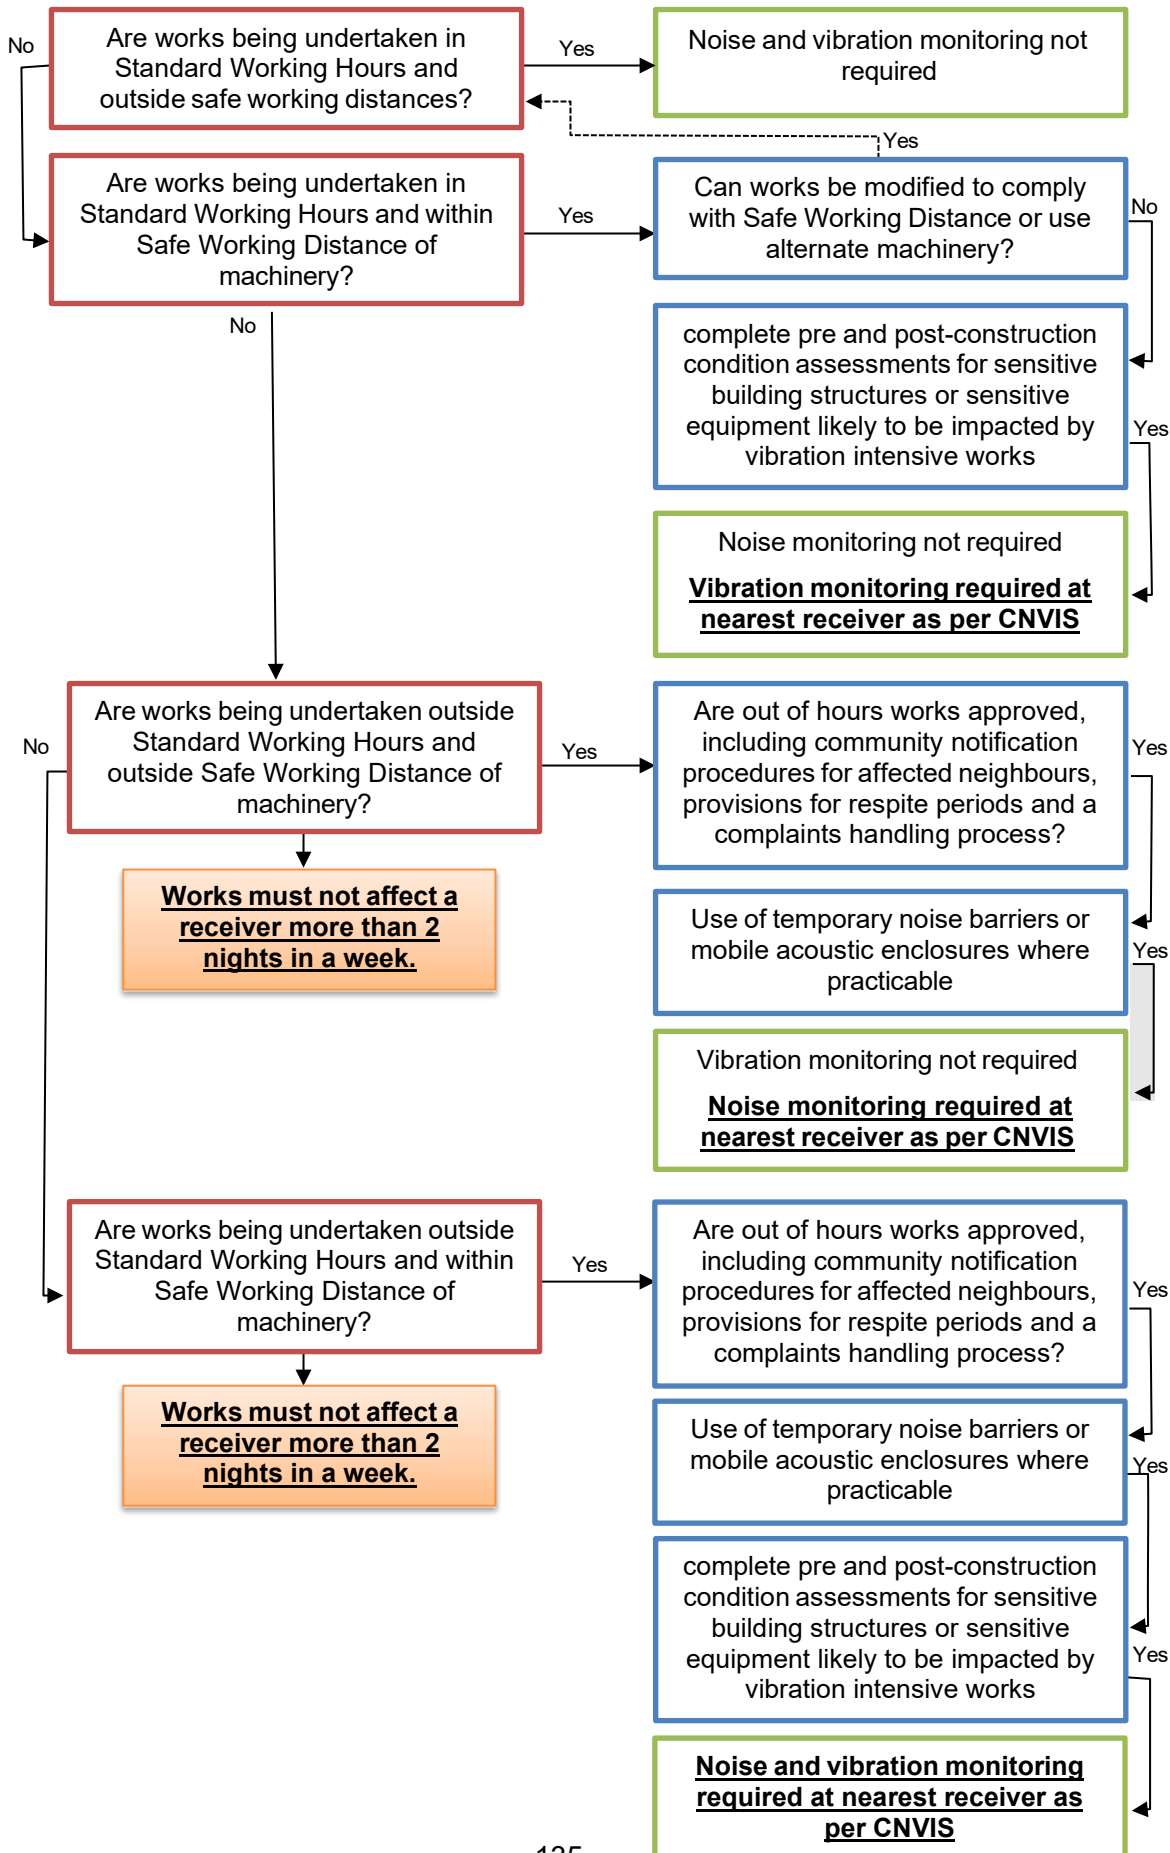 No
Are works being undertaken in
Standard Working Hours and
outside safe working distances?
Yes
Noise and vibration monitoring not
required
Yes
Are works being undertaken in
Standard Working Hours and within
Safe Working Distance of
machinery?
Yes
Can works be modified to comply
with Safe Working Distance or use
alternate machinery?
No
No
complete pre and post-construction
condition assessments for sensitive
building structures or sensitive
equipment likely to be impacted by
vibration intensive works
Yes
Noise monitoring not required
Vibration monitoring required at
nearest receiver as per CNVIS
No
Are works being undertaken outside
Standard Working Hours and
outside Safe Working Distance of
machinery?
Yes
Are out of hours works approved,
including community notification
procedures for affected neighbours,
provisions for respite periods and a
complaints handling process?
Yes
Works must not affect a
receiver more than 2
nights in a week.
Use of temporary noise barriers or
mobile acoustic enclosures where
practicable
Yes
Vibration monitoring not required
Noise monitoring required at
nearest receiver as per CNVIS
Are works being undertaken outside
Standard Working Hours and within
Safe Working Distance of
machinery?
Yes
Are out of hours works approved,
including community notification
procedures for affected neighbours,
provisions for respite periods and a
complaints handling process?
Yes
Works must not affect a
receiver more than 2
nights in a week.
Use of temporary noise barriers or
mobile acoustic enclosures where
practicable
Yes
complete pre and post-construction
condition assessments for sensitive
building structures or sensitive
equipment likely to be impacted by
vibration intensive works
Yes
Noise and vibration monitoring
required at nearest receiver as
per CNVIS